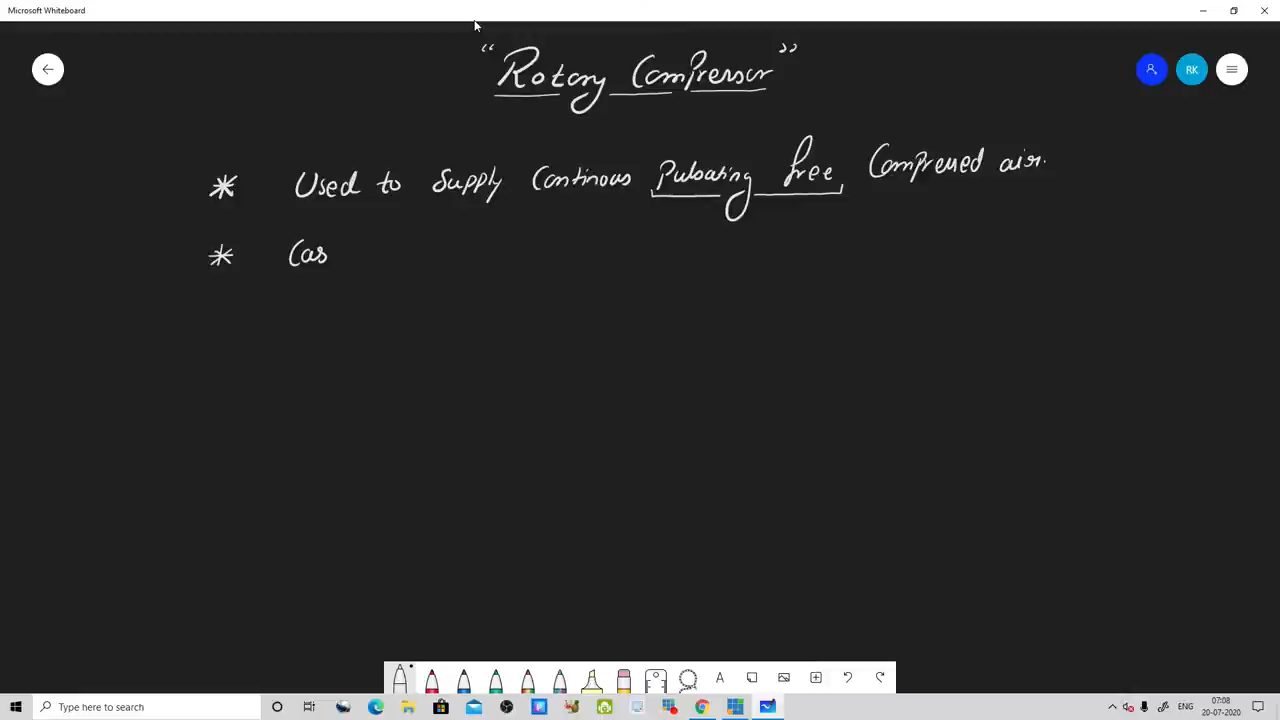 Microsoft Whiteboard
"Rotary Compressor"
RK
* Used to Supply Continous Pulsating free Compressed air.
* Cas
A
Type here to search
ENG
07:08
20-07-2020